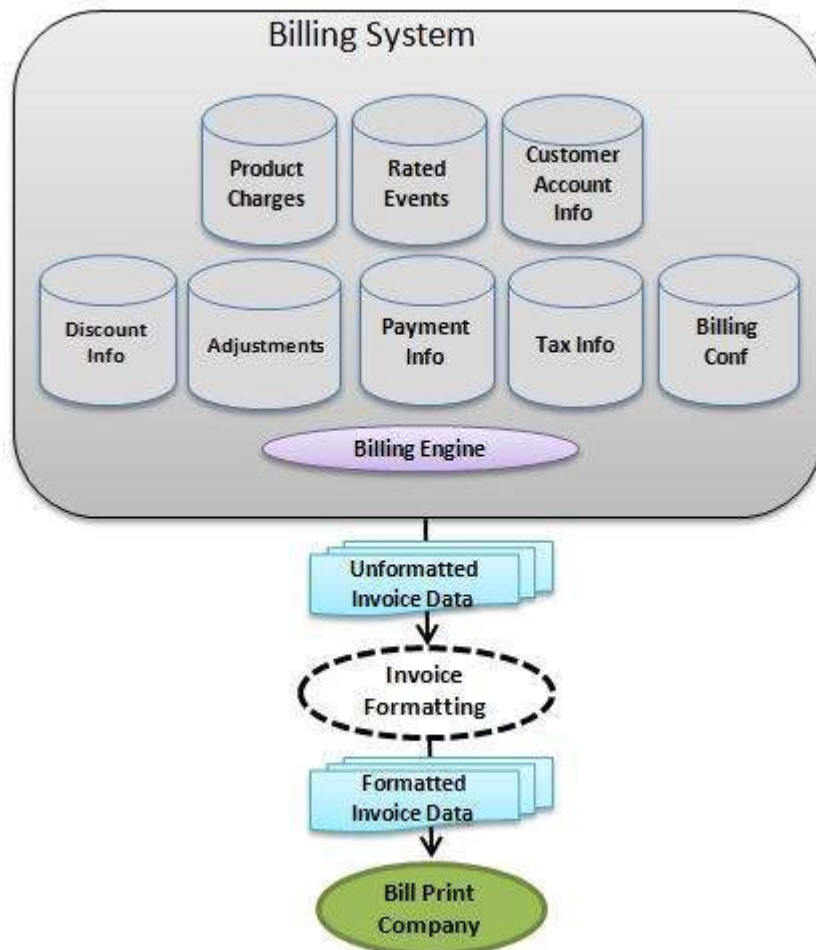 Billing System
Product
Charges
Rated
Events
Customer
Account
Info
Discount
Info
Adjustments
Payment
Info
Tax Info
Billing
Conf
Billing Engine
Unformatted
Invoice Data
Invoice
Formatting
Formatted
Invoice Data
Bill Print
Company